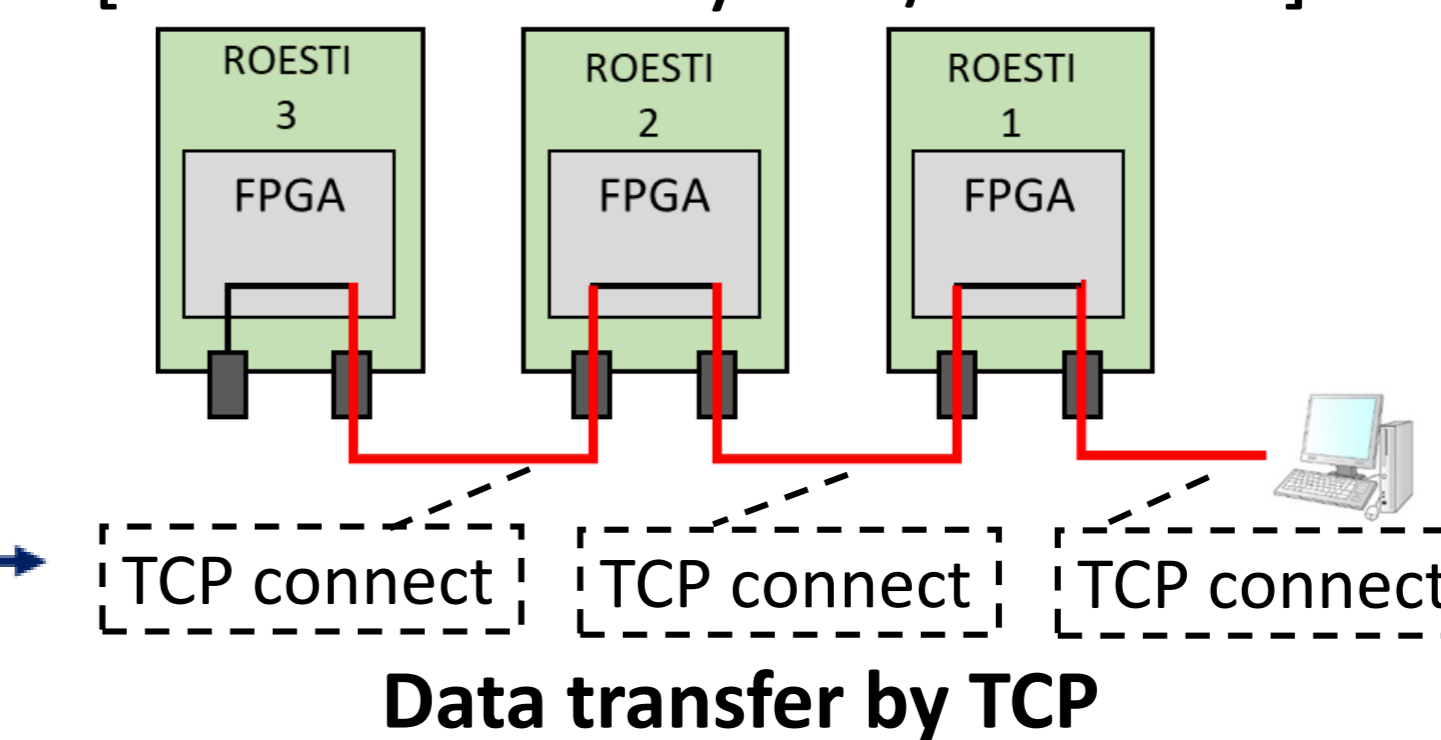 ROESTI
3
FPGA
ROESTI
2
FPGA
ROESTI
1
FPGA
TCP connect
TCP connect
TCP connect
Data transfer by TCP